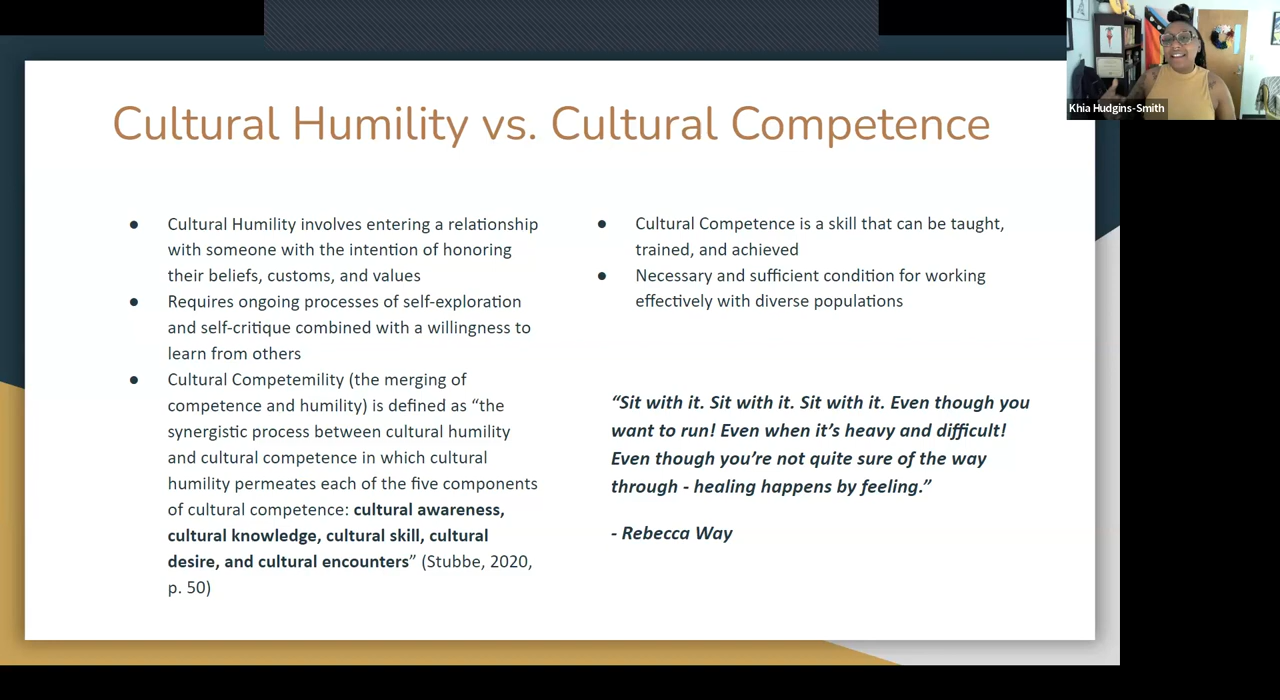 Khia Hudgins-Smith
Cultural Humility vs. Cultural Competence
● Cultural Humility involves entering a relationship
with someone with the intention of honoring
their beliefs, customs, and values
● Requires ongoing processes of self-exploration
and self-critique combined with a willingness to
learn from others
● Cultural Competemility (the merging of
competence and humility) is defined as “the
synergistic process between cultural humility
and cultural competence in which cultural
humility permeates each of the five components
of cultural competence: cultural awareness,
cultural knowledge, cultural skill, cultural
desire, and cultural encounters” (Stubbe, 2020,
p. 50)
● Cultural Competence is a skill that can be taught,
trained, and achieved
● Necessary and sufficient condition for working
effectively with diverse populations
“Sit with it. Sit with it. Sit with it. Even though you
want to run! Even when it’s heavy and difficult!
Even though you’re not quite sure of the way
through - healing happens by feeling.”
- Rebecca Way